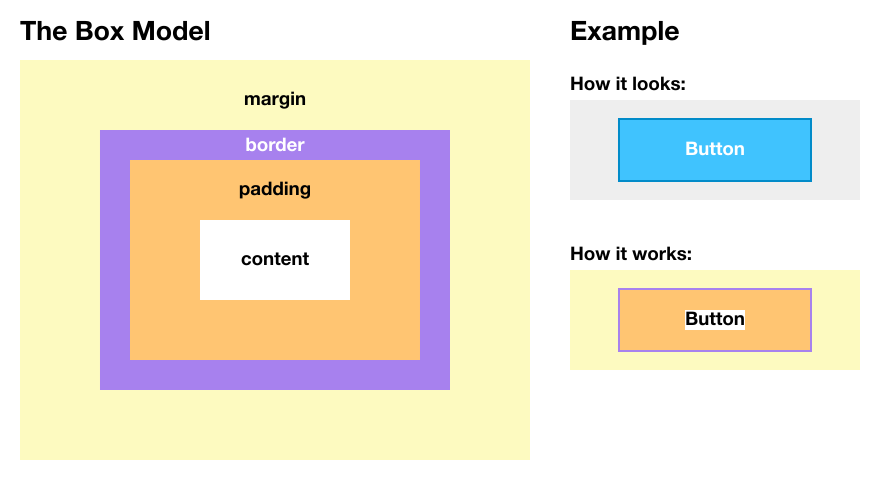 The Box Model
margin
border
padding
content
Example
How it looks:
Button
How it works:
Button